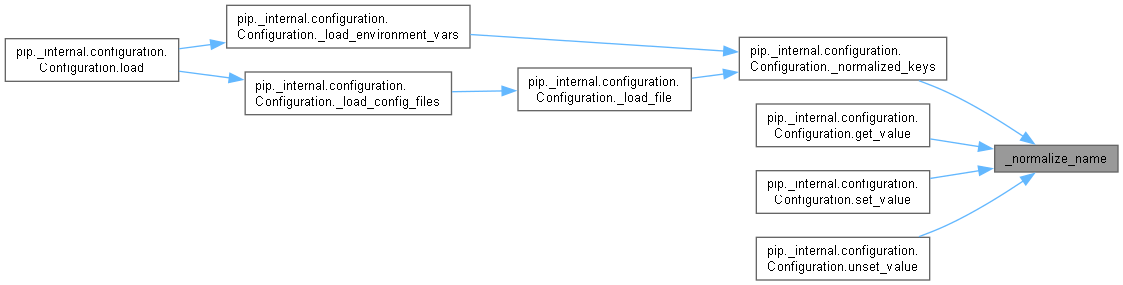 pip._internal.configuration.
Configuration.load
pip._internal.configuration.
Configuration._load_environment_vars
pip._internal.configuration.
Configuration._load_config_files
pip._internal.configuration.
Configuration._load_file
pip._internal.configuration.
Configuration._normalized_keys
pip._internal.configuration.
Configuration.get_value
pip._internal.configuration.
Configuration.set_value
pip._internal.configuration.
Configuration.unset_value
_normalize_name